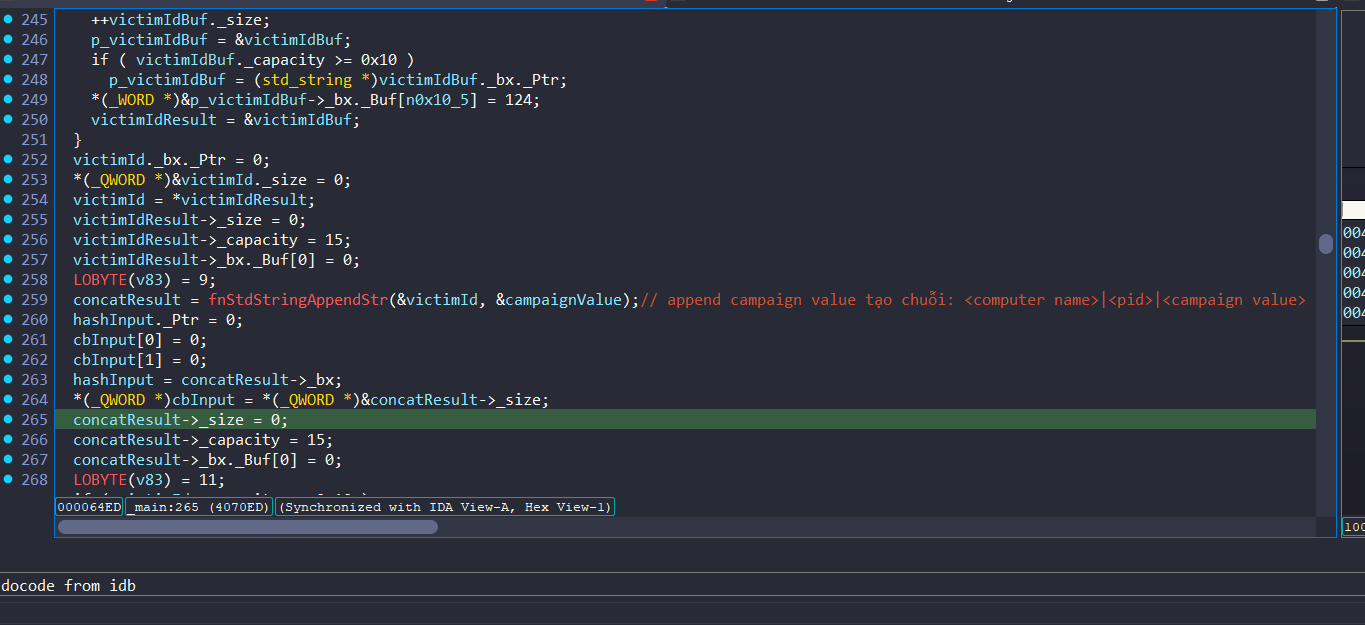 245 ++victimIdBuf._size;
246 p_victimIdBuf = &victimIdBuf;
247 if ( victimIdBuf._capacity >= 0x10 )
248 p_victimIdBuf = (std_string *)victimIdBuf._bx._Ptr;
249 *(_WORD *)&p_victimIdBuf->_bx._Buf[n0x10_5] = 124;
250 victimIdResult = &victimIdBuf;
251 }
252 victimId._bx._Ptr = 0;
253 *(_QWORD *)&victimId._size = 0;
254 victimId = *victimIdResult;
255 victimIdResult->_size = 0;
256 victimIdResult->_capacity = 15;
257 victimIdResult->_bx._Buf[0] = 0;
258 LOBYTE(v83) = 9;
259 concatResult = fnStdStringAppendStr(&victimId, &campaignValue);// append campaign value tạo chuỗi: <computer name>|<pid>|<campaign value>
260 hashInput._Ptr = 0;
261 cbInput[0] = 0;
262 cbInput[1] = 0;
263 hashInput = concatResult->_bx;
264 *(_QWORD *)cbInput = *(_QWORD *)&concatResult->_size;
265 concatResult->_size = 0;
266 concatResult->_capacity = 15;
267 concatResult->_bx._Buf[0] = 0;
268 LOBYTE(v83) = 11;
000064ED _main:265 (4070ED) (Synchronized with IDA View-A, Hex View-1)
004
004
004
004
004
100
docode from idb